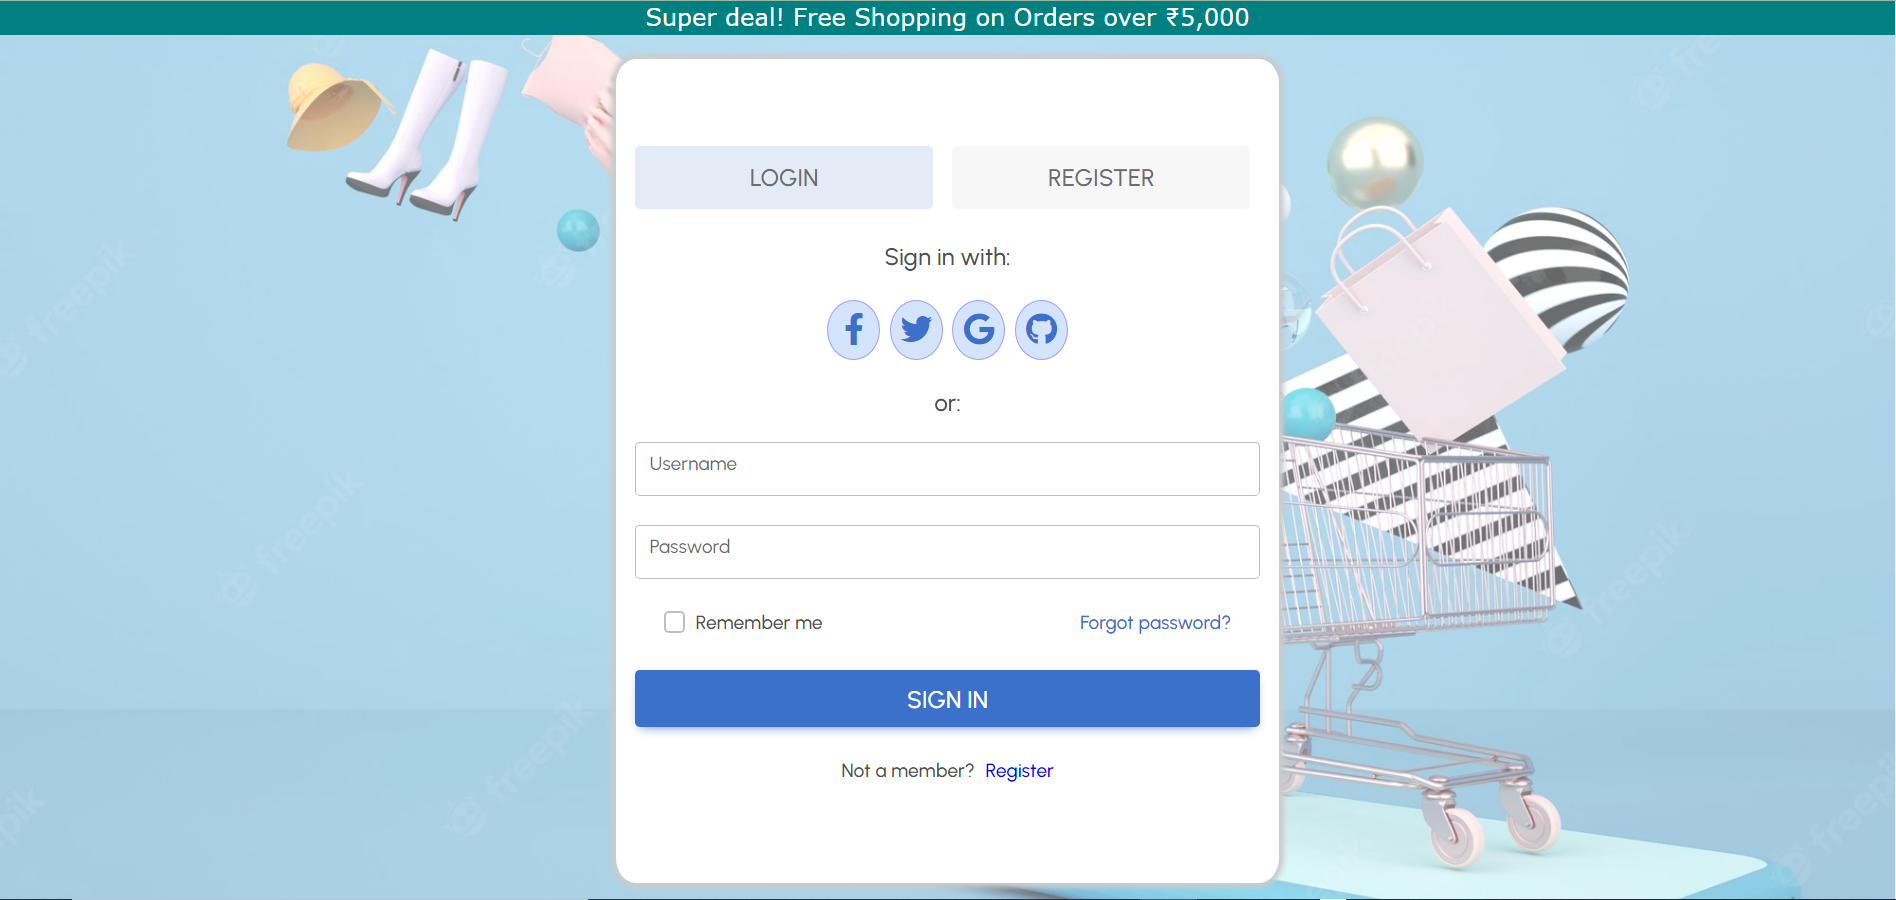 Super deal! Free Shopping on Orders over ₹5,000
LOGIN
REGISTER
Sign in with:
or:
Username
Password
Remember me
Forgot password?
SIGN IN
Not a member? Register
freepik
freepik
freepik
freepik
freepik